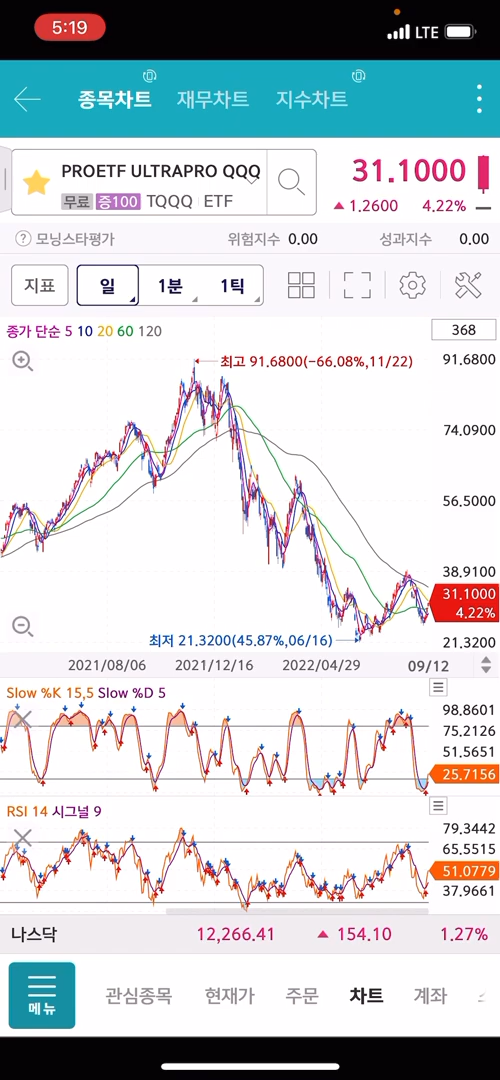 5:19
LTE
종목차트 재무차트 지수차트
PROETF ULTRAPRO QQQ
무료 증100 TQQQ ETF
31.1000
▲ 1.2600 4.22%
? 모닝스타평가 위험지수 0.00 성과지수 0.00
지표 일 1분 1틱
종가 단순 5 10 20 60 120
368
91.6800
최고 91.6800(-66.08%,11/22)
74.0900
56.5000
38.9100
31.1000
4.22%
최저 21.3200(45.87%,06/16)
21.3200
2021/08/06 2021/12/16 2022/04/29 09/12
Slow %K 15,5 Slow %D 5
98.8601
75.2126
51.5651
25.7156
RSI 14 시그널 9
79.3442
65.5515
51.0779
37.9661
나스닥 12,266.41 ▲ 154.10 1.27%
메뉴 관심종목 현재가 주문 차트 계좌